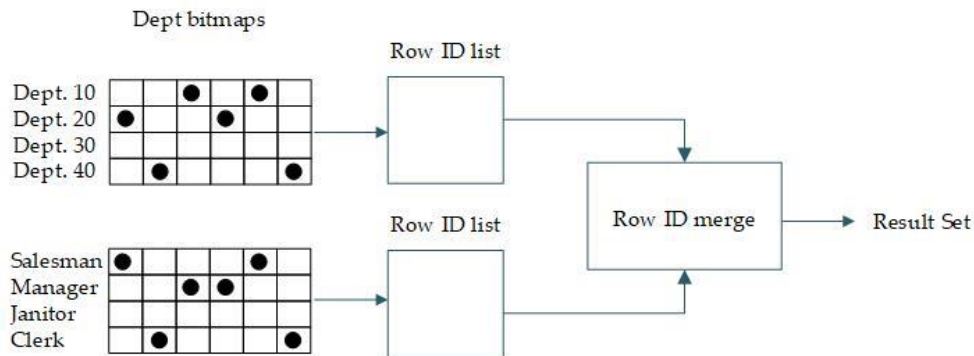 Dept bitmaps
Row ID list
Dept. 10
Dept. 20
Dept. 30
Dept. 40
Row ID merge
Result Set
Row ID list
Salesman
Manager
Janitor
Clerk